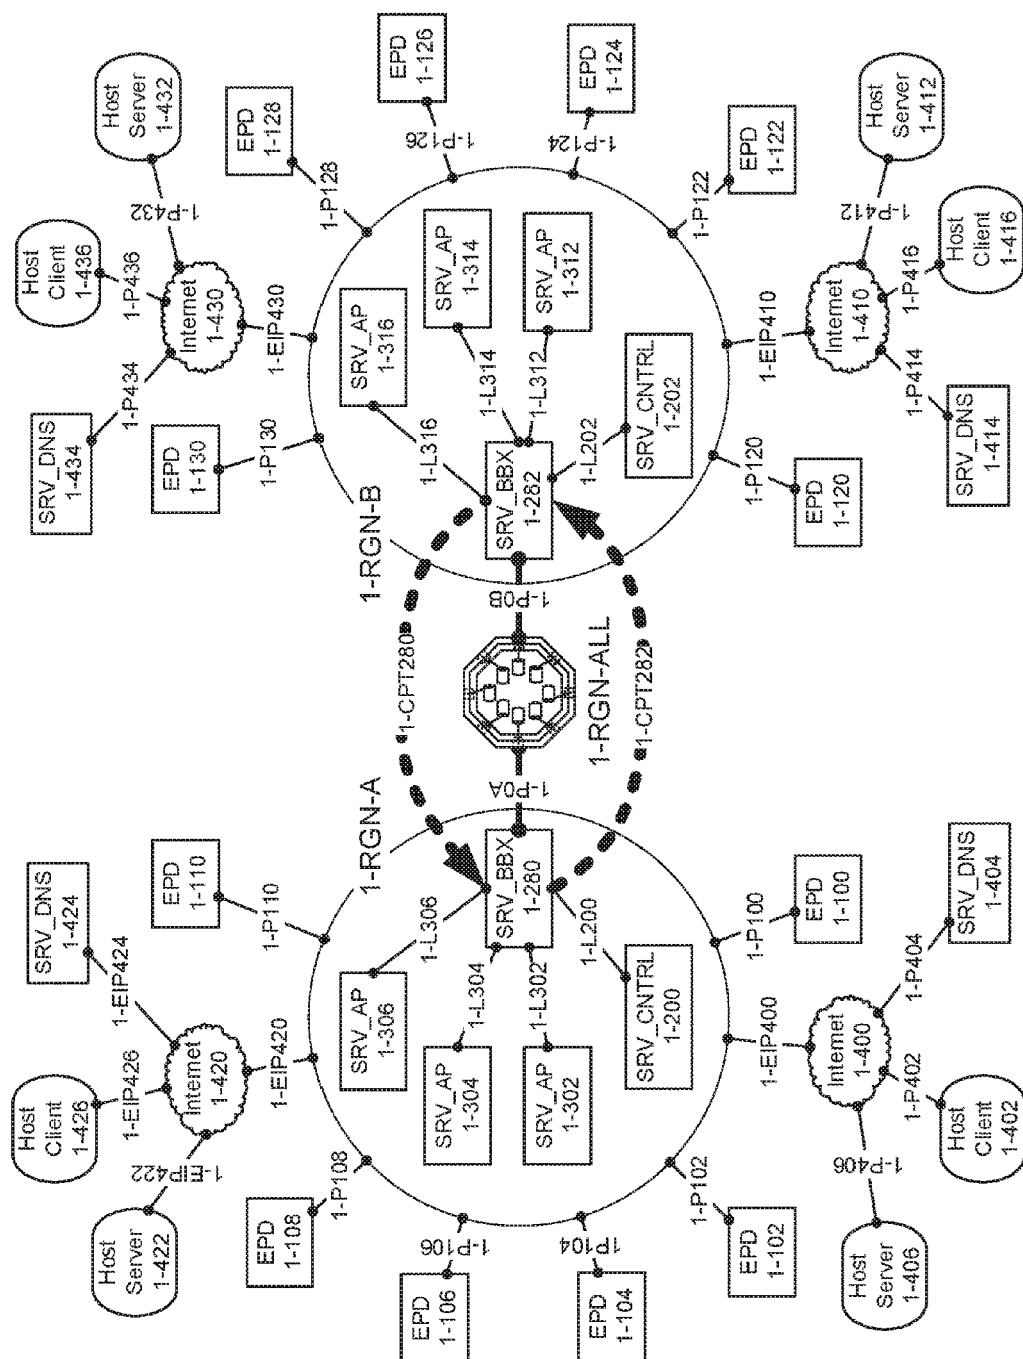 Host
Server
1-422
Host
Client
1-426
SRV_DNS
1-424
SRV_DNS
1-434
Host
Client
1-436
Host
Server
1-432
1-EIP422
1-EIP426
1-EIP424
1-P434
1-P436
1-P432
Internet
1-420
Internet
1-430
1-EIP420
1-EIP430
EPD
1-108
EPD
1-110
EPD
1-130
EPD
1-128
1-P108
1-P110
1-P130
1-P128
EPD
1-106
1-P106
1-RGN-A
1-RGN-B
1-P126
EPD
1-126
SRV_AP
1-306
SRV_AP
1-316
1-L306
1-CPT280
1-L316
SRV_AP
1-304
1-L304
1-L314
SRV_AP
1-314
SRV_BBX
1-280
1-P0A
1-P0B
SRV_BBX
1-282
SRV_AP
1-302
1-L302
1-L312
SRV_AP
1-312
1-RGN-ALL
1-L200
1-CPT282
1-L202
SRV_CNTRL
1-200
SRV_CNTRL
1-202
EPD
1-104
1P104
1-P124
EPD
1-124
1-P102
1-P100
1-P120
1-P122
EPD
1-102
EPD
1-100
EPD
1-120
EPD
1-122
1-EIP400
1-EIP410
Internet
1-400
Internet
1-410
1-P406
1-P402
1-P404
1-P414
1-P416
1-P412
Host
Server
1-406
Host
Client
1-402
SRV_DNS
1-404
SRV_DNS
1-414
Host
Client
1-416
Host
Server
1-412